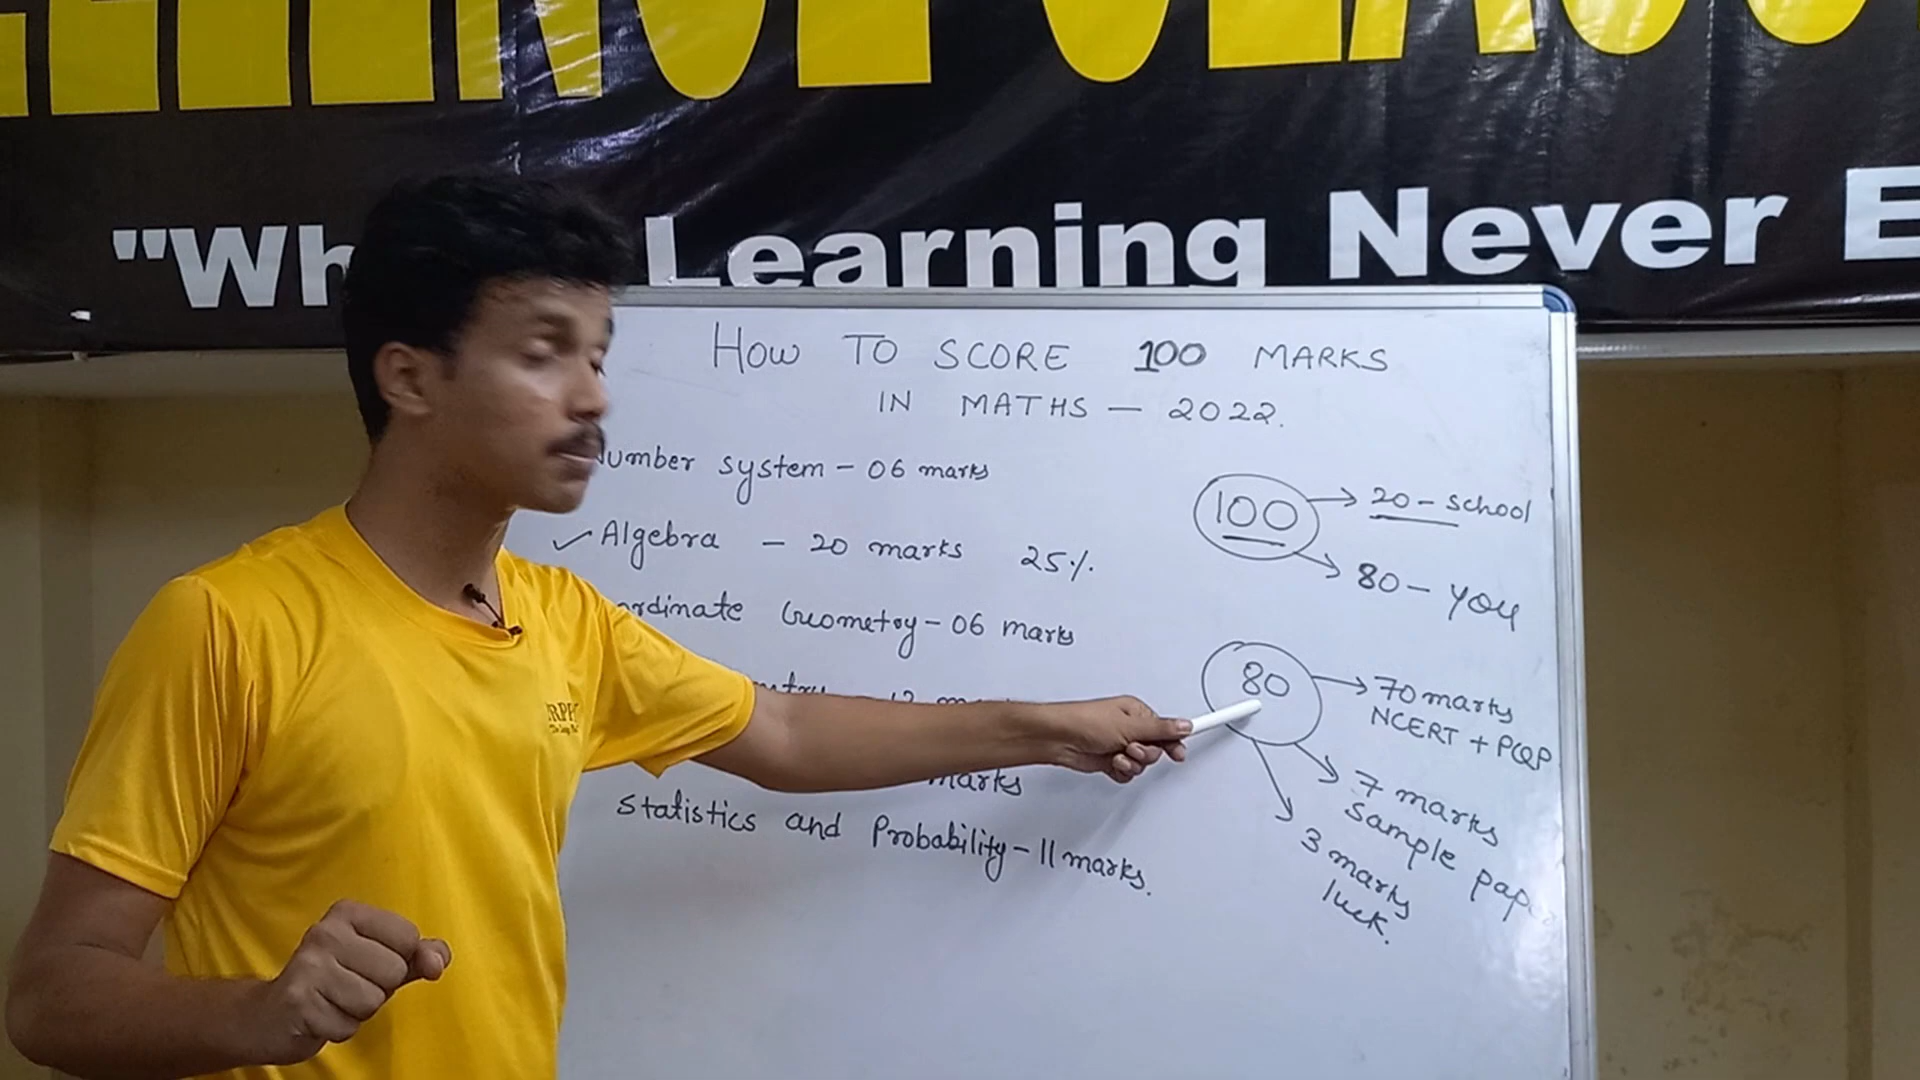 "Wh Learning Never E
HOW TO SCORE 100 MARKS
IN MATHS — 2022.
Number system - 06 marks
Algebra - 20 marks 25%
ordinate Geometry - 06 marks
marks
Statistics and Probability - 11 marks.
100
20 - school
80 - you
80
70 marks
NCERT + PQP
7 marks
Sample pap
3 marks
luck.